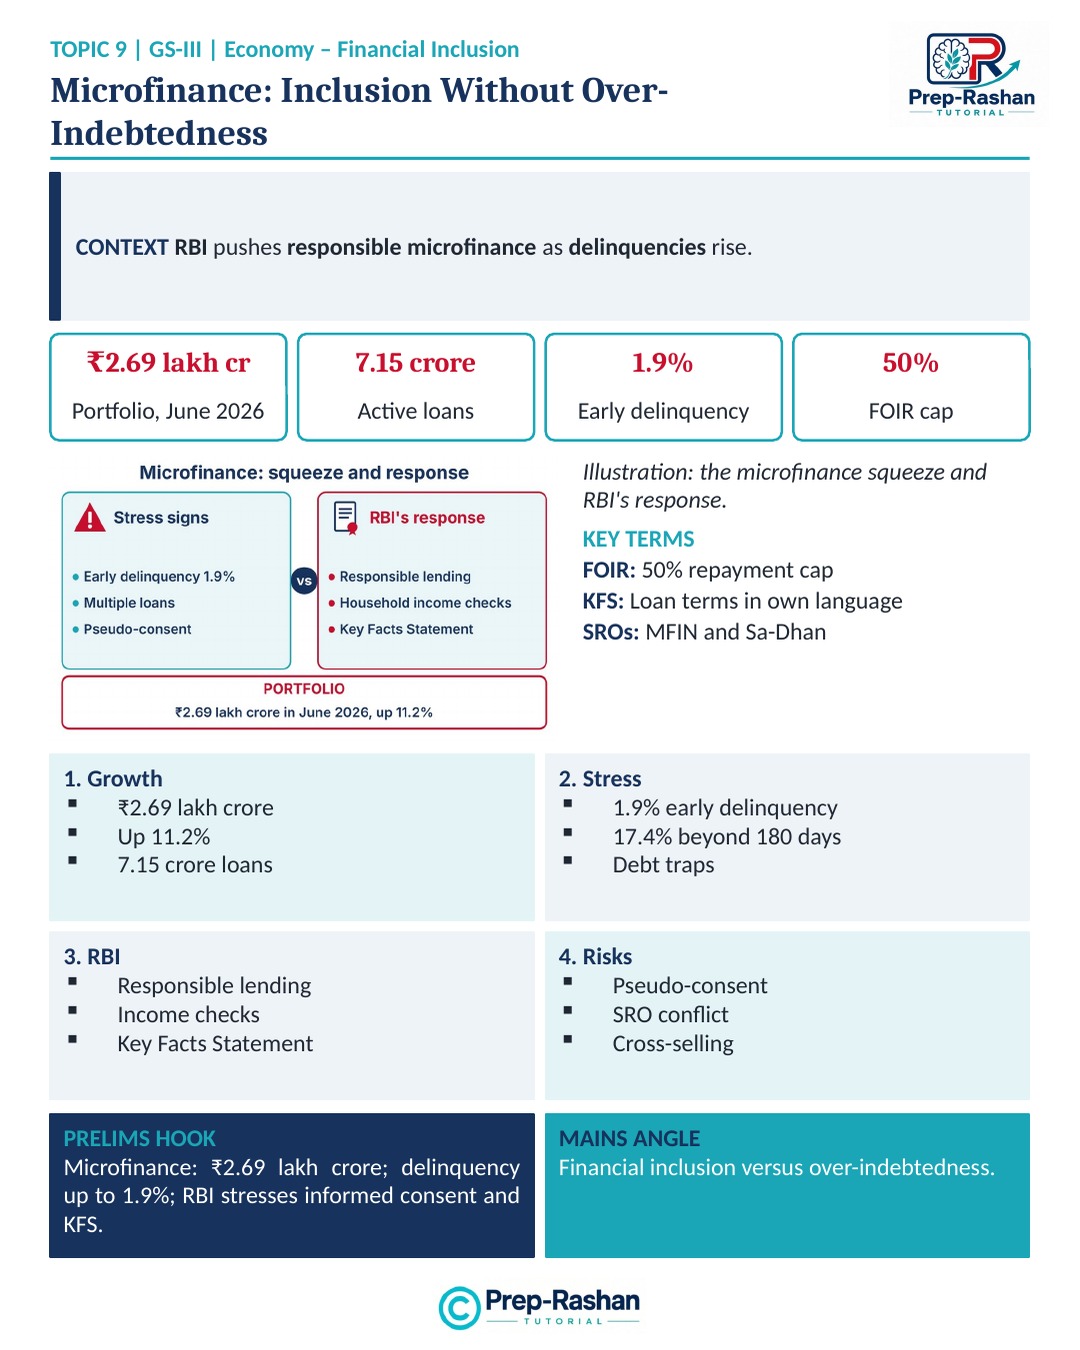 TOPIC 9 | GS-III | Economy – Financial Inclusion
Microfinance: Inclusion Without Over-
Indebtedness
Prep-Rashan
TUTORIAL
CONTEXT RBI pushes responsible microfinance as delinquencies rise.
₹2.69 lakh cr
Portfolio, June 2026
7.15 crore
Active loans
1.9%
Early delinquency
50%
FOIR cap
Microfinance: squeeze and response
Stress signs
• Early delinquency 1.9%
• Multiple loans
• Pseudo-consent
vs
RBI's response
• Responsible lending
• Household income checks
• Key Facts Statement
PORTFOLIO
₹2.69 lakh crore in June 2026, up 11.2%
Illustration: the microfinance squeeze and
RBI's response.
KEY TERMS
FOIR: 50% repayment cap
KFS: Loan terms in own language
SROs: MFIN and Sa-Dhan
1. Growth
▪ ₹2.69 lakh crore
▪ Up 11.2%
▪ 7.15 crore loans
2. Stress
▪ 1.9% early delinquency
▪ 17.4% beyond 180 days
▪ Debt traps
3. RBI
▪ Responsible lending
▪ Income checks
▪ Key Facts Statement
4. Risks
▪ Pseudo-consent
▪ SRO conflict
▪ Cross-selling
PRELIMS HOOK
Microfinance: ₹2.69 lakh crore; delinquency
up to 1.9%; RBI stresses informed consent and
KFS.
MAINS ANGLE
Financial inclusion versus over-indebtedness.
© Prep-Rashan
TUTORIAL